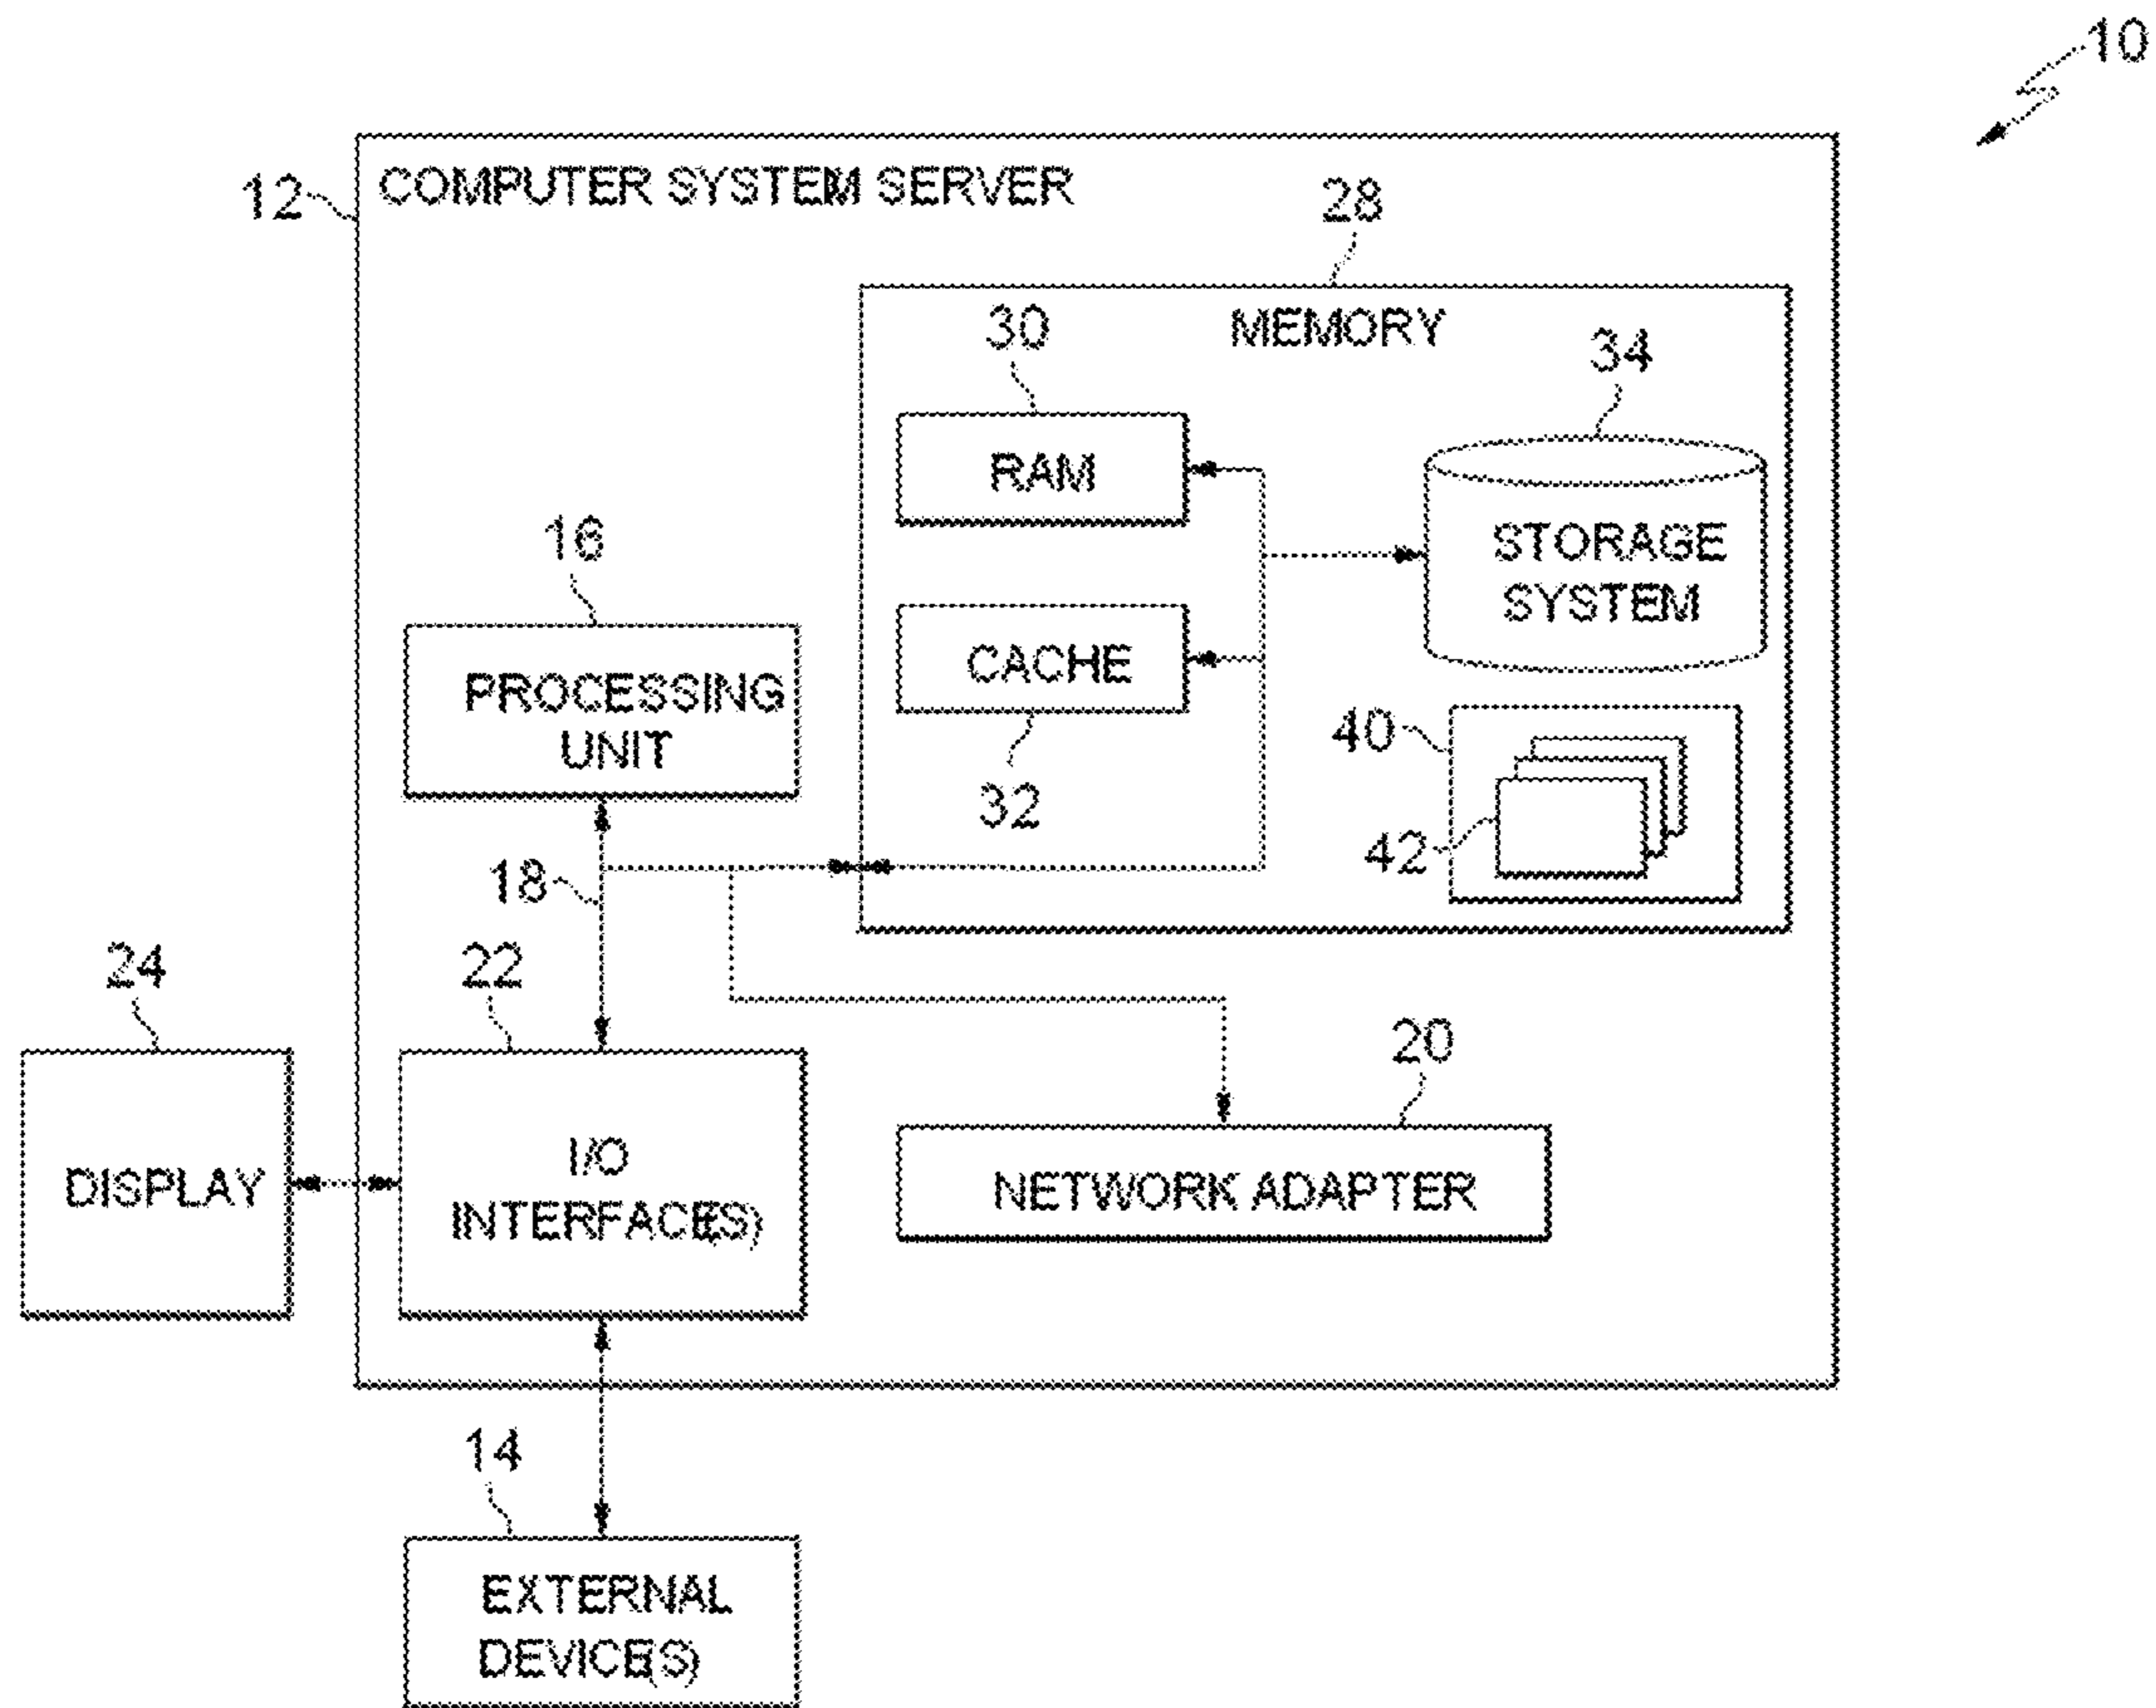 10
12
COMPUTER SYSTEM SERVER
28
MEMORY
30
34
RAM
STORAGE
SYSTEM
16
PROCESSING
UNIT
CACHE
32
40
42
18
24
22
20
DISPLAY
I/O
INTERFACE(S)
NETWORK ADAPTER
14
EXTERNAL
DEVICE(S)